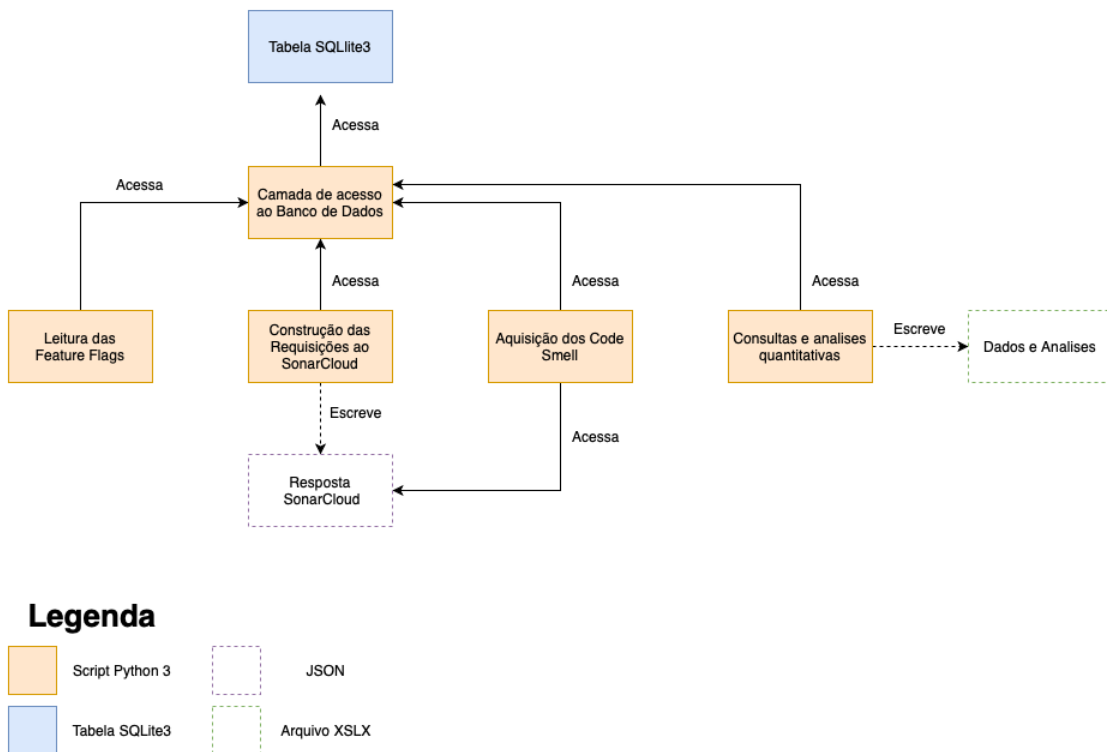 Tabela SQLlite3
Acessa
Acessa
Camada de acesso
ao Banco de Dados
Acessa
Acessa
Acessa
Leitura das
Feature Flags
Construção das
Requisições ao
SonarCloud
Aquisição dos Code
Smell
Consultas e analises
quantitativas
Escreve
Dados e Analises
Escreve
Acessa
Resposta
SonarCloud
Legenda
Script Python 3
JSON
Tabela SQLite3
Arquivo XSLX